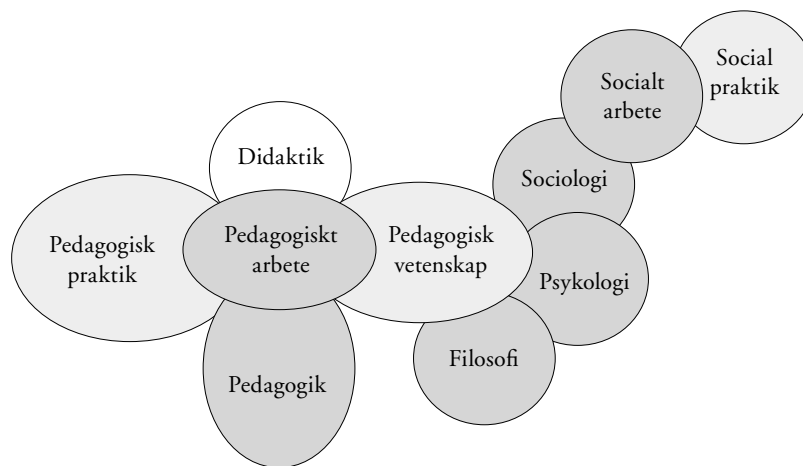 Social
praktik
Socialt
arbete
Didaktik
Sociologi
Pedagogisk
praktik
Pedagogiskt
arbete
Pedagogisk
vetenskap
Psykologi
Filosofi
Pedagogik